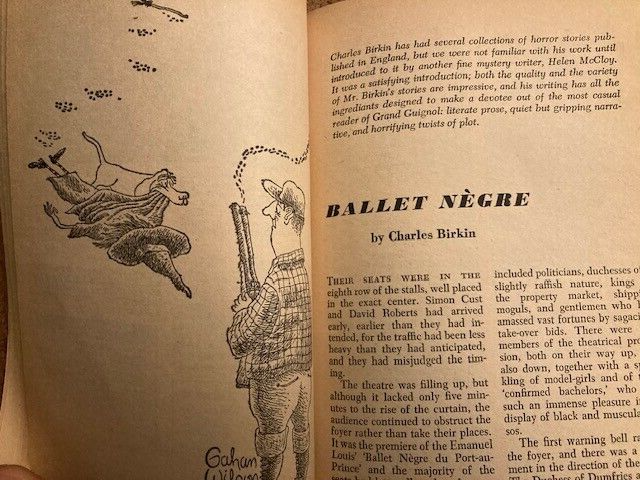 Gahan
Wilson
Charles Birkin has had several collections of horror stories pub-
lished in England, but we were not familiar with his work until
introduced to it by another fine mystery writer, Helen McCloy.
It was a satisfying introduction; both the quality and the variety
of Mr. Birkin's stories are impressive, and his writing has all the
ingrediants designed to make a devotee out of the most casual
reader of Grand Guignol: literate prose, quiet but gripping narra-
tive, and horrifying twists of plot.
BALLET NÈGRE
by Charles Birkin
THEIR SEATS WERE IN THE
eighth row of the stalls, well placed
in the exact center. Simon Cust
and David Roberts had arrived
early, earlier than they had in-
tended, for the traffic had been less
heavy than they had anticipated,
and they had misjudged the tim-
ing.
The theatre was filling up, but
although it lacked only five min-
utes to the rise of the curtain, the
audience continued to obstruct the
foyer rather than take their places.
It was the premiere of the Emanuel
Louis' 'Ballet Nègre du Port-au-
Prince' and the majority of the
included politicians, duchesses of
slightly raffish nature, kings
the property market, shipp
moguls, and gentlemen who h
amassed vast fortunes by sagaci
take-over bids. There were
members of the theatrical pro
sion, both on their way up,
also down, together with a sp
kling of model-girls and of
'confirmed bachelors,' who
such an immense pleasure i
display of black and muscula
sos.
The first warning bell r
the foyer, and there was a
ment in the direction of the
The Duchess of Dumfries a